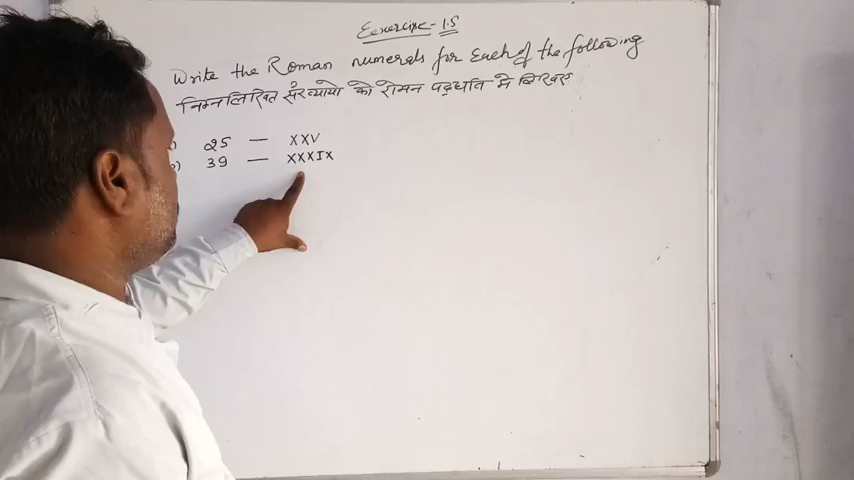 Exercise-1.5
Write the Roman numerals for Each of the following
निम्नलिखित संख्यायो को रोमन पद्धति मे लिखिए
25 — XXV
39 — XXXIX